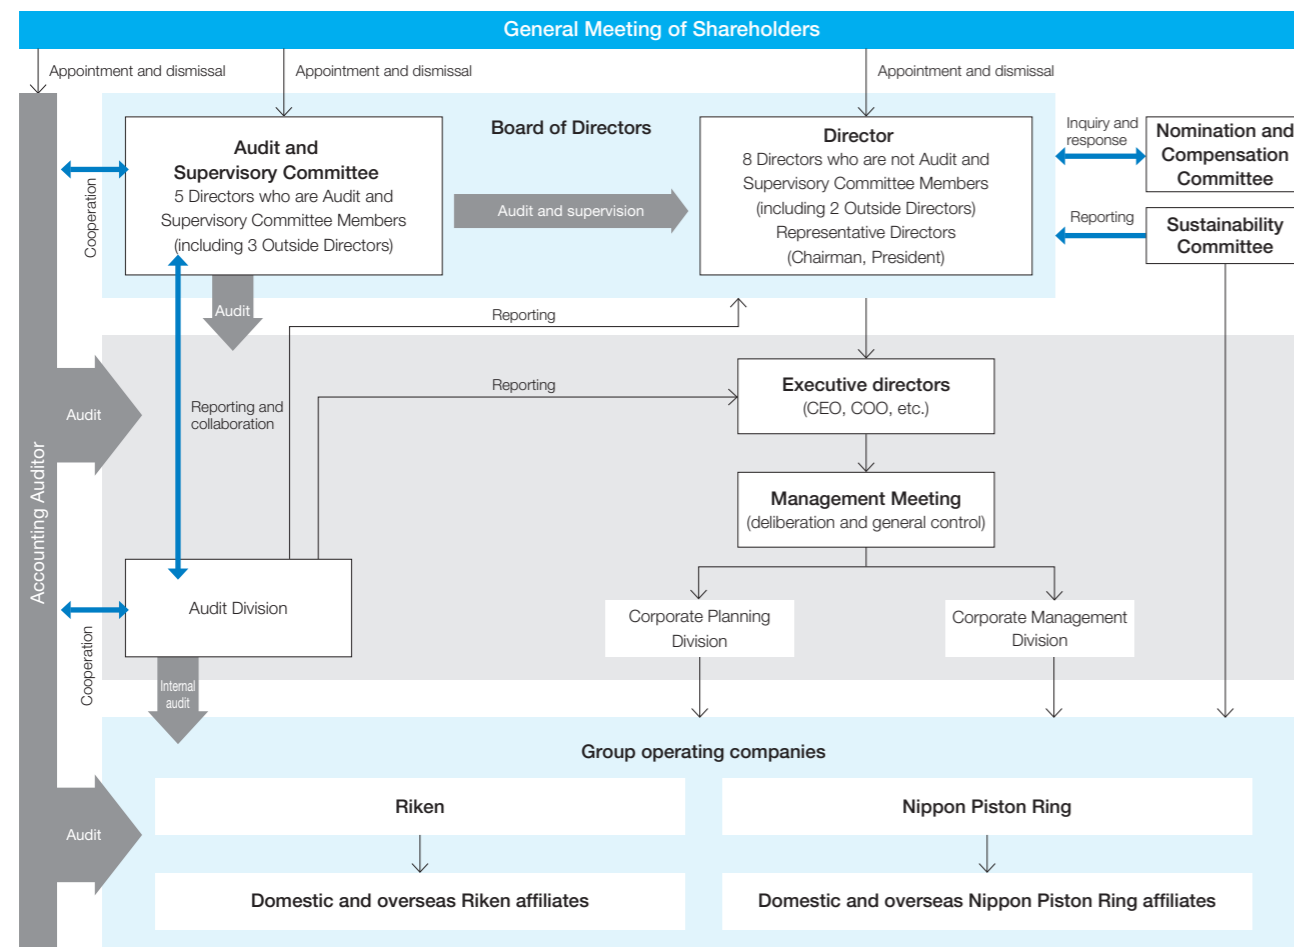 General Meeting of Shareholders
Appointment and dismissal
Appointment and dismissal
Appointment and dismissal
Board of Directors
Audit and
Supervisory Committee
5 Directors who are Audit and
Supervisory Committee Members
(including 3 Outside Directors)
Cooperation
Audit and supervision
Director
8 Directors who are not Audit and
Supervisory Committee Members
(including 2 Outside Directors)
Representative Directors
(Chairman, President)
Inquiry and
response
Nomination and
Compensation
Committee
Reporting
Sustainability
Committee
Audit
Reporting
Audit
Reporting and
collaboration
Reporting
Executive directors
(CEO, COO, etc.)
Management Meeting
(deliberation and general control)
Accounting Auditor
Audit Division
Cooperation
Corporate Planning
Division
Corporate Management
Division
Internal
audit
Group operating companies
Audit
Riken
Nippon Piston Ring
Domestic and overseas Riken affiliates
Domestic and overseas Nippon Piston Ring affiliates